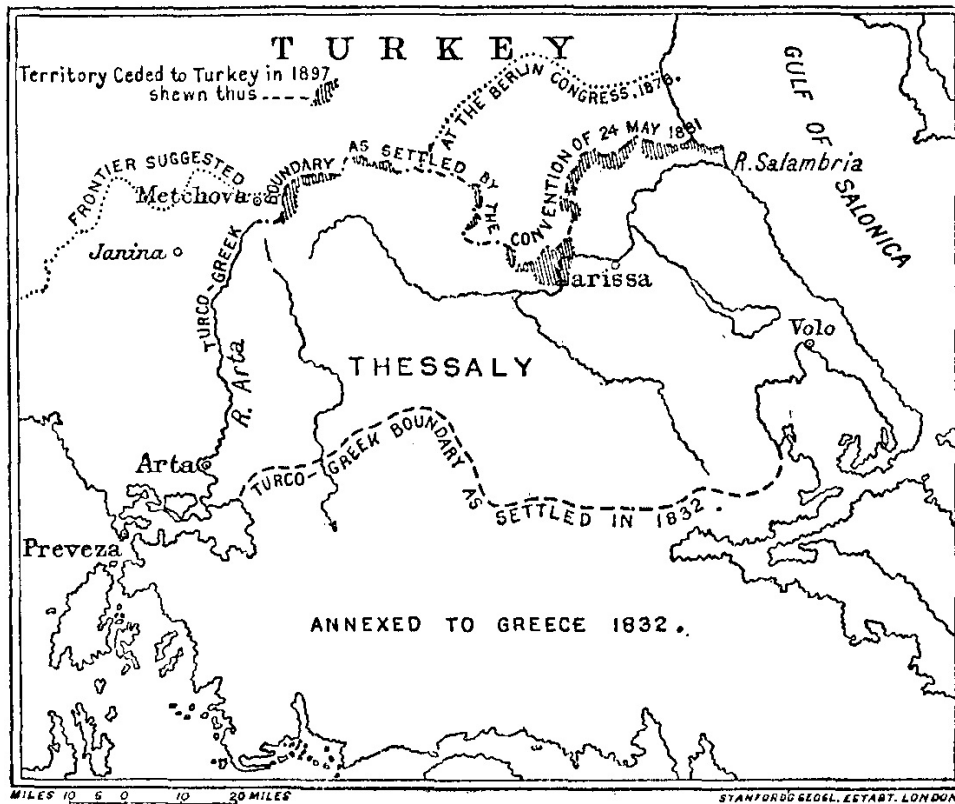 TURKEY
Territory Ceded to Turkey in 1897
shewn thus
FRONTIER SUGGESTED
AT THE BERLIN CONGRESS, 1878.
GULF OF SALONICA
TURCO-GREEK BOUNDARY AS SETTLED BY THE CONVENTION OF 24 MAY 1881
R. Salambria
Metchova
Janina
Larissa
Volo
THESSALY
R. Arta
Arta
TURCO-GREEK BOUNDARY AS SETTLED IN 1832.
Preveza
ANNEXED TO GREECE 1832.
MILES 10 5 0 10 20 MILES
STANFORDS GEOGL. ESTABT. LONDON